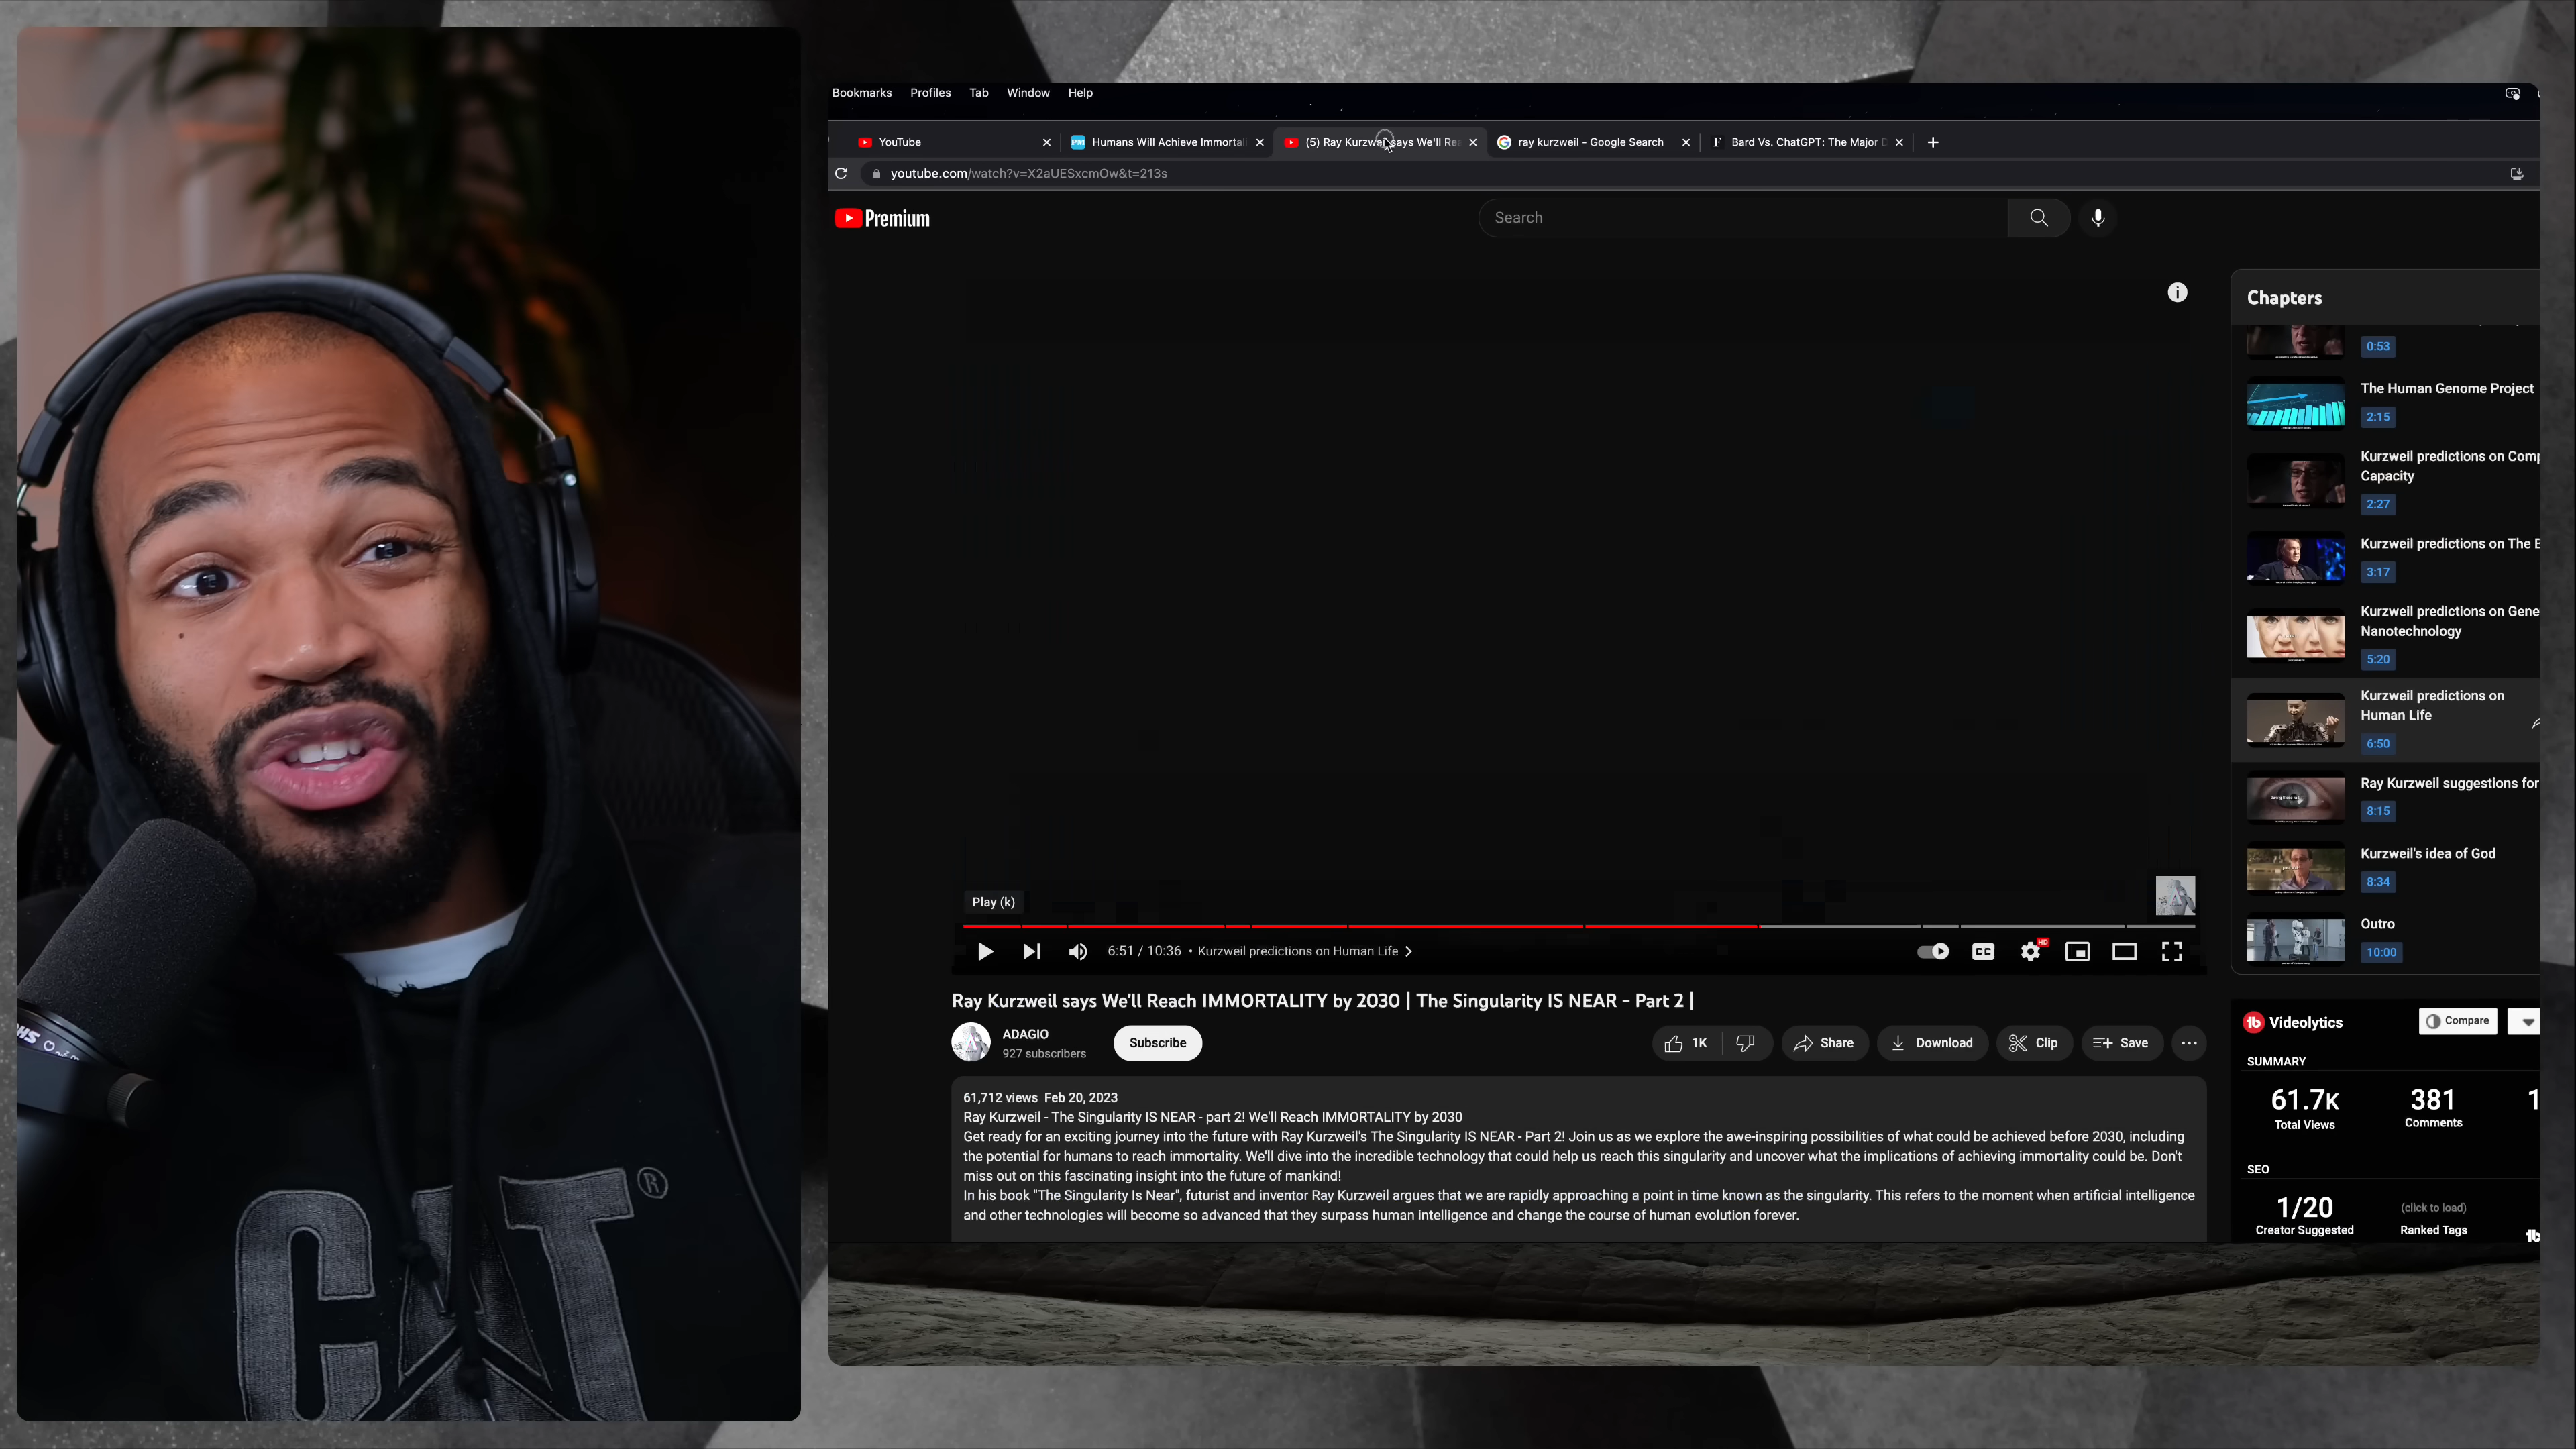 Bookmarks Profiles Tab Window Help
YouTube
Humans Will Achieve Immortal
(5) Ray Kurzweil says We'll Rea
ray kurzweil - Google Search
Bard Vs. ChatGPT: The Major D
youtube.com/watch?v=X2aUESxcmOw&t=213s
Premium
Search
Chapters
0:53
The Human Genome Project
2:15
Kurzweil predictions on Comp
Capacity
2:27
Kurzweil predictions on The B
3:17
Kurzweil predictions on Gene
Nanotechnology
5:20
Kurzweil predictions on
Human Life
6:50
Ray Kurzweil suggestions for
8:15
Kurzweil's idea of God
8:34
Outro
10:00
Play (k)
6:51 / 10:36 • Kurzweil predictions on Human Life
CC
HD
Ray Kurzweil says We'll Reach IMMORTALITY by 2030 | The Singularity IS NEAR - Part 2 |
ADAGIO
927 subscribers
Subscribe
1K
Share
Download
Clip
Save
61,712 views Feb 20, 2023
Ray Kurzweil - The Singularity IS NEAR - part 2! We'll Reach IMMORTALITY by 2030
Get ready for an exciting journey into the future with Ray Kurzweil's The Singularity IS NEAR - Part 2! Join us as we explore the awe-inspiring possibilities of what could be achieved before 2030, including
the potential for humans to reach immortality. We'll dive into the incredible technology that could help us reach this singularity and uncover what the implications of achieving immortality could be. Don't
miss out on this fascinating insight into the future of mankind!
In his book "The Singularity Is Near", futurist and inventor Ray Kurzweil argues that we are rapidly approaching a point in time known as the singularity. This refers to the moment when artificial intelligence
and other technologies will become so advanced that they surpass human intelligence and change the course of human evolution forever.
Videolytics
Compare
SUMMARY
61.7K
Total Views
381
Comments
1
SEO
1/20
Creator Suggested
(click to load)
Ranked Tags
CAT
®